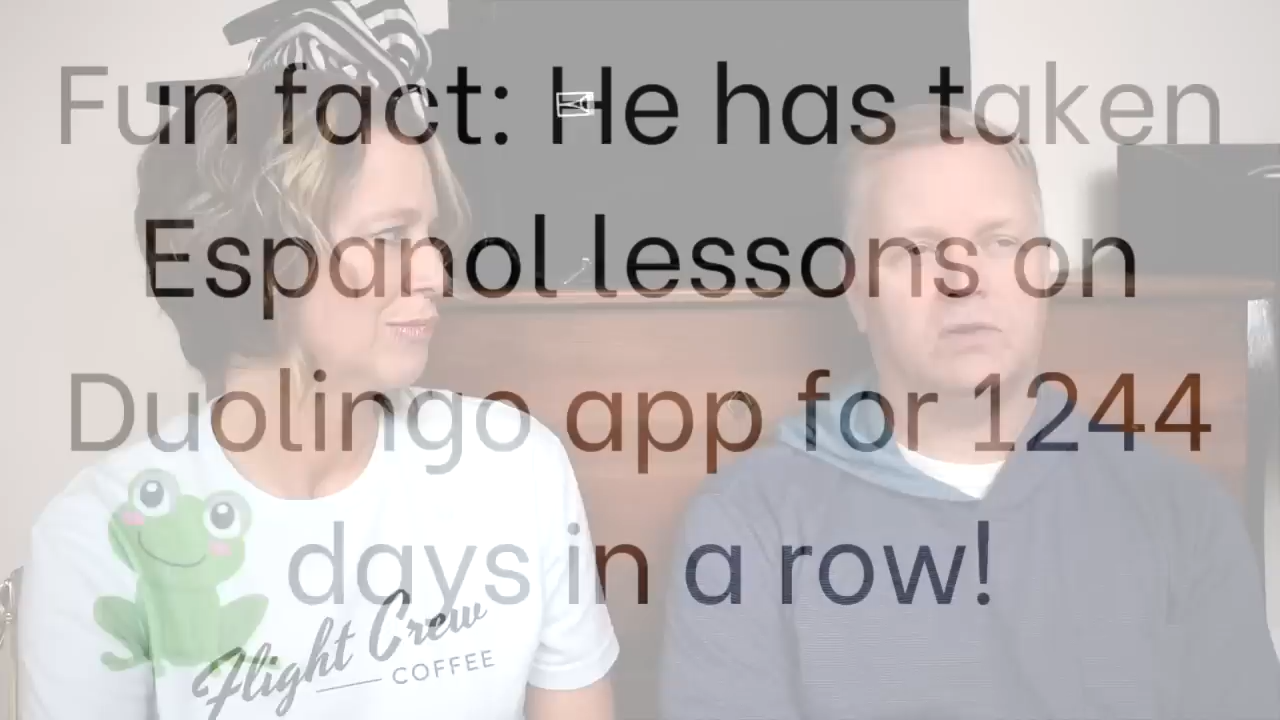 Fun fact: He has taken
Espanol lessons on
Duolingo app for 1244
days in a row!
Flight Crew
COFFEE